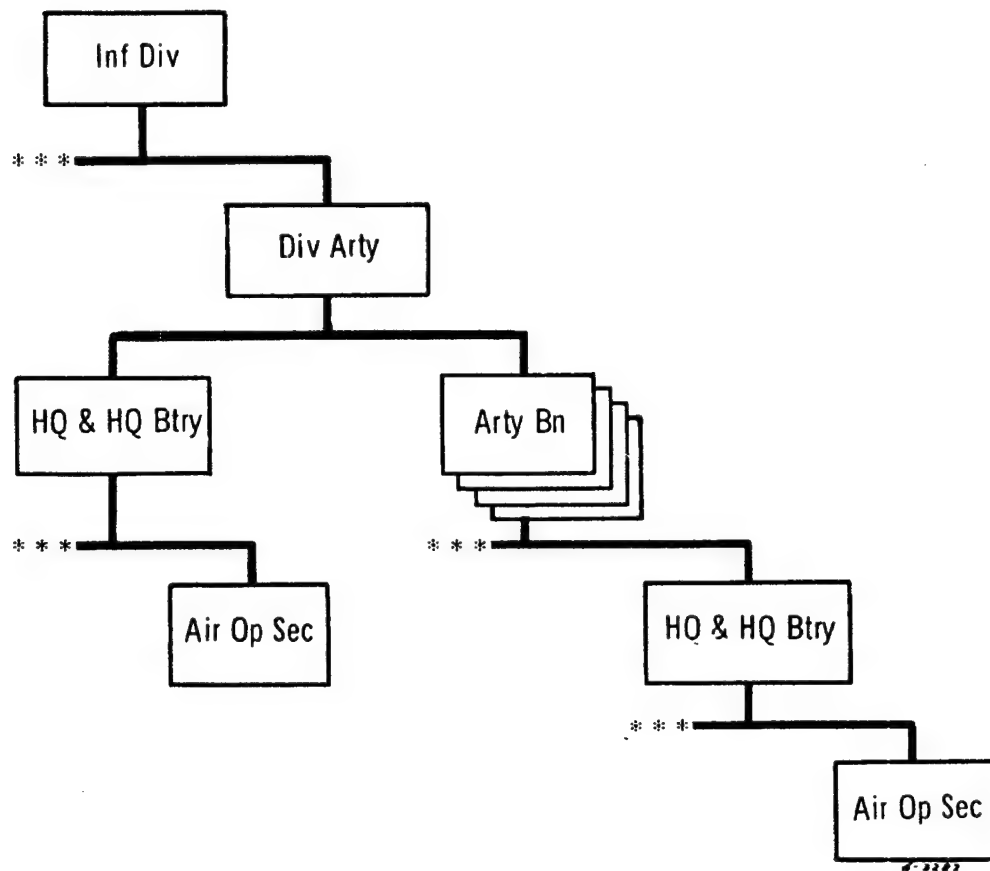 Inf Div
* * *
Div Arty
HQ & HQ Btry
Arty Bn
* * *
* * *
Air Op Sec
HQ & HQ Btry
* * *
Air Op Sec